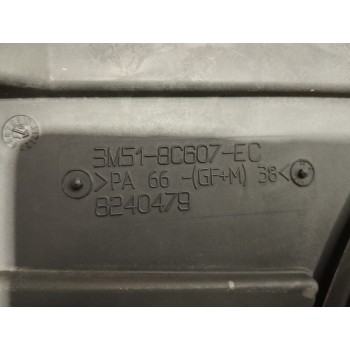 3M51-8C607-EC
>PA 66 -(GF+M) 38<
8240479